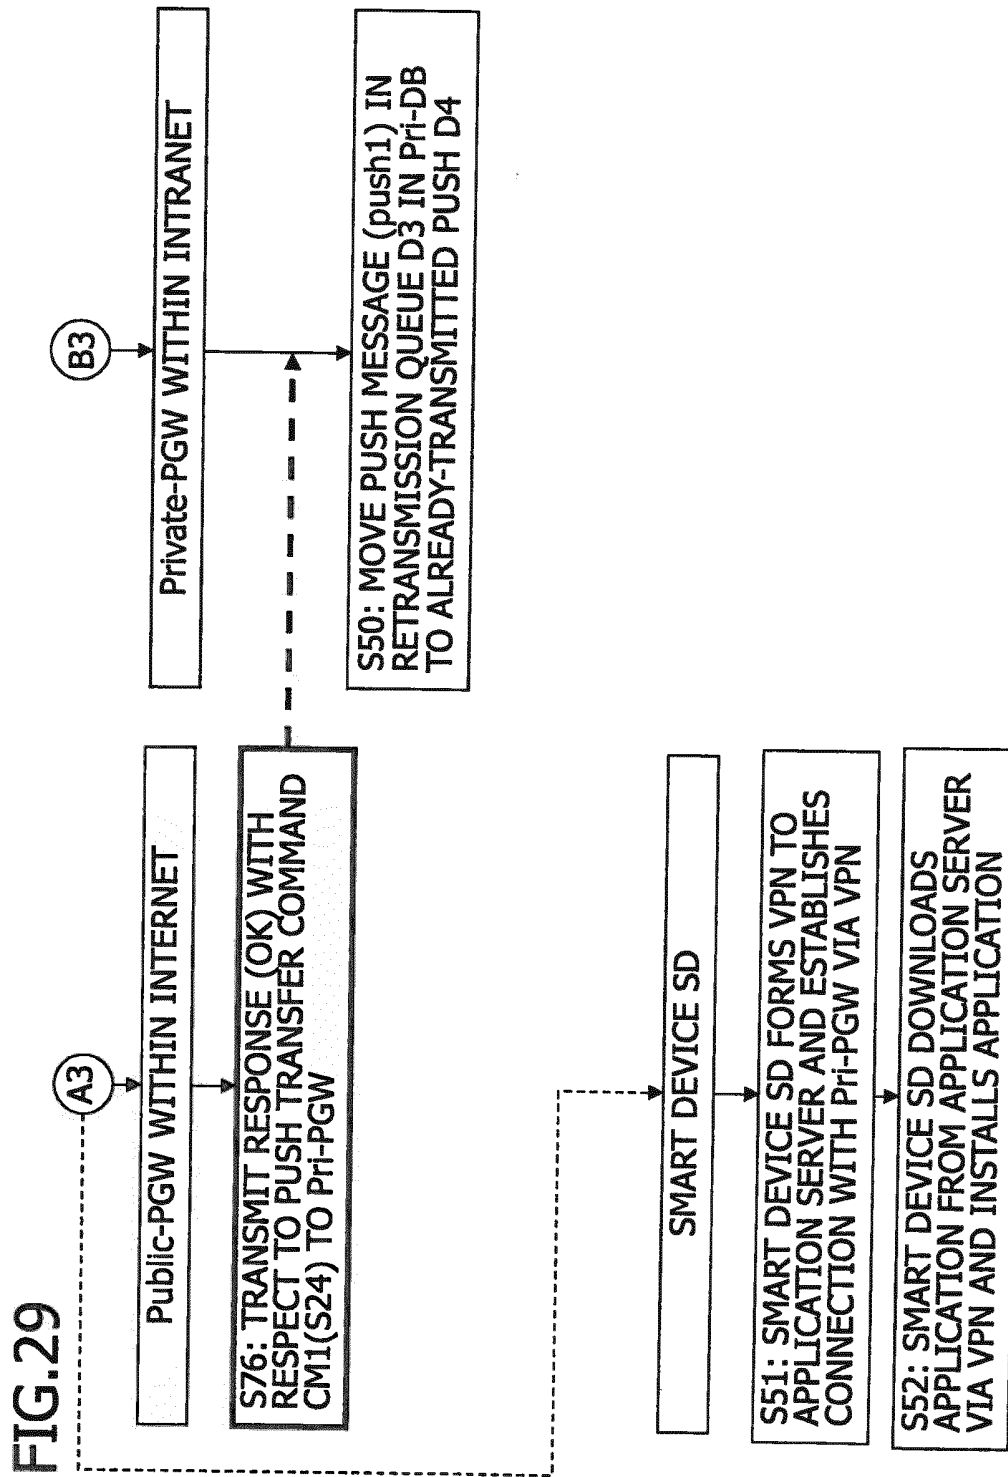 FIG.29
A3
Public-PGW WITHIN INTERNET
S76: TRANSMIT RESPONSE (OK) WITH
RESPECT TO PUSH TRANSFER COMMAND
CM1(S24) TO Pri-PGW
B3
Private-PGW WITHIN INTRANET
S50: MOVE PUSH MESSAGE (push1) IN
RETRANSMISSION QUEUE D3 IN Pri-DB
TO ALREADY-TRANSMITTED PUSH D4
SMART DEVICE SD
S51: SMART DEVICE SD FORMS VPN TO
APPLICATION SERVER AND ESTABLISHES
CONNECTION WITH Pri-PGW VIA VPN
S52: SMART DEVICE SD DOWNLOADS
APPLICATION FROM APPLICATION SERVER
VIA VPN AND INSTALLS APPLICATION